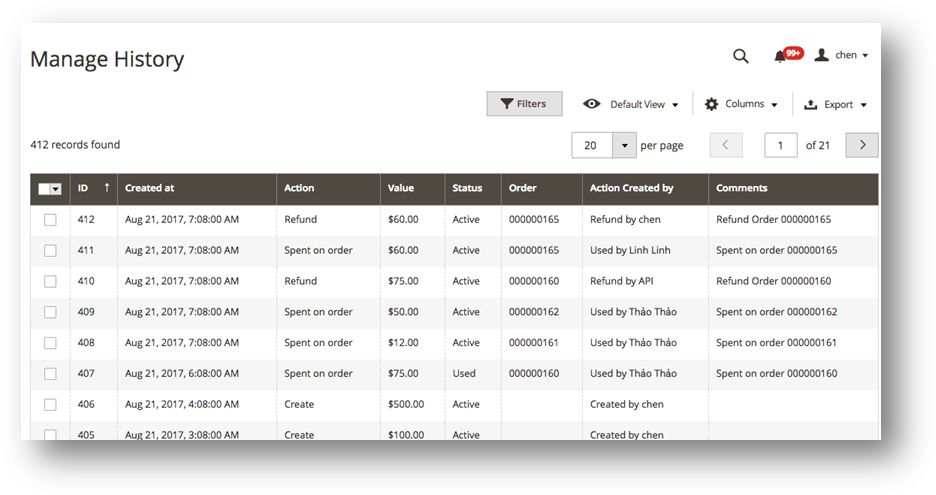 Manage History
99+
chen
Filters Default View Columns Export
412 records found 20 per page 1 of 21
ID ↑ Created at Action Value Status Order Action Created by Comments
412 Aug 21, 2017, 7:08:00 AM Refund $60.00 Active 000000165 Refund by chen Refund Order 000000165
411 Aug 21, 2017, 7:08:00 AM Spent on order $60.00 Active 000000165 Used by Linh Linh Spent on order 000000165
410 Aug 21, 2017, 7:08:00 AM Refund $75.00 Active 000000160 Refund by API Refund Order 000000160
409 Aug 21, 2017, 7:08:00 AM Spent on order $50.00 Active 000000162 Used by Thảo Thảo Spent on order 000000162
408 Aug 21, 2017, 7:08:00 AM Spent on order $12.00 Active 000000161 Used by Thảo Thảo Spent on order 000000161
407 Aug 21, 2017, 6:08:00 AM Spent on order $75.00 Used 000000160 Used by Thảo Thảo Spent on order 000000160
406 Aug 21, 2017, 4:08:00 AM Create $500.00 Active Created by chen
405 Aug 21, 2017, 3:08:00 AM Create $100.00 Active Created by chen